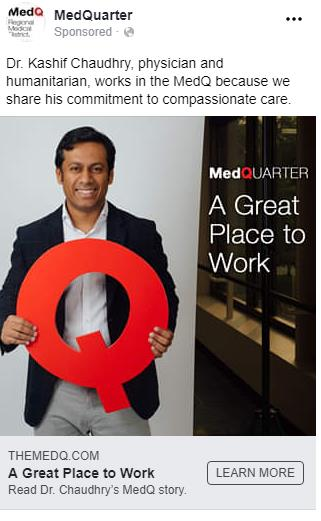 MedQ
Regional
Medical
District.
MedQuarter
Sponsored ·
Dr. Kashif Chaudhry, physician and
humanitarian, works in the MedQ because we
share his commitment to compassionate care.
MedQUARTER
A Great
Place to
Work
Q
THEMEDQ.COM
A Great Place to Work
Read Dr. Chaudhry's MedQ story.
LEARN MORE